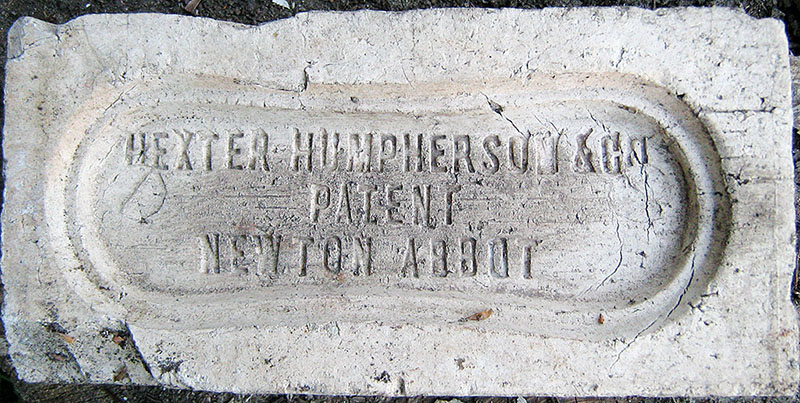 HEXTER HUMPHERSON & CO
PATENT
NEWTON ABBOT